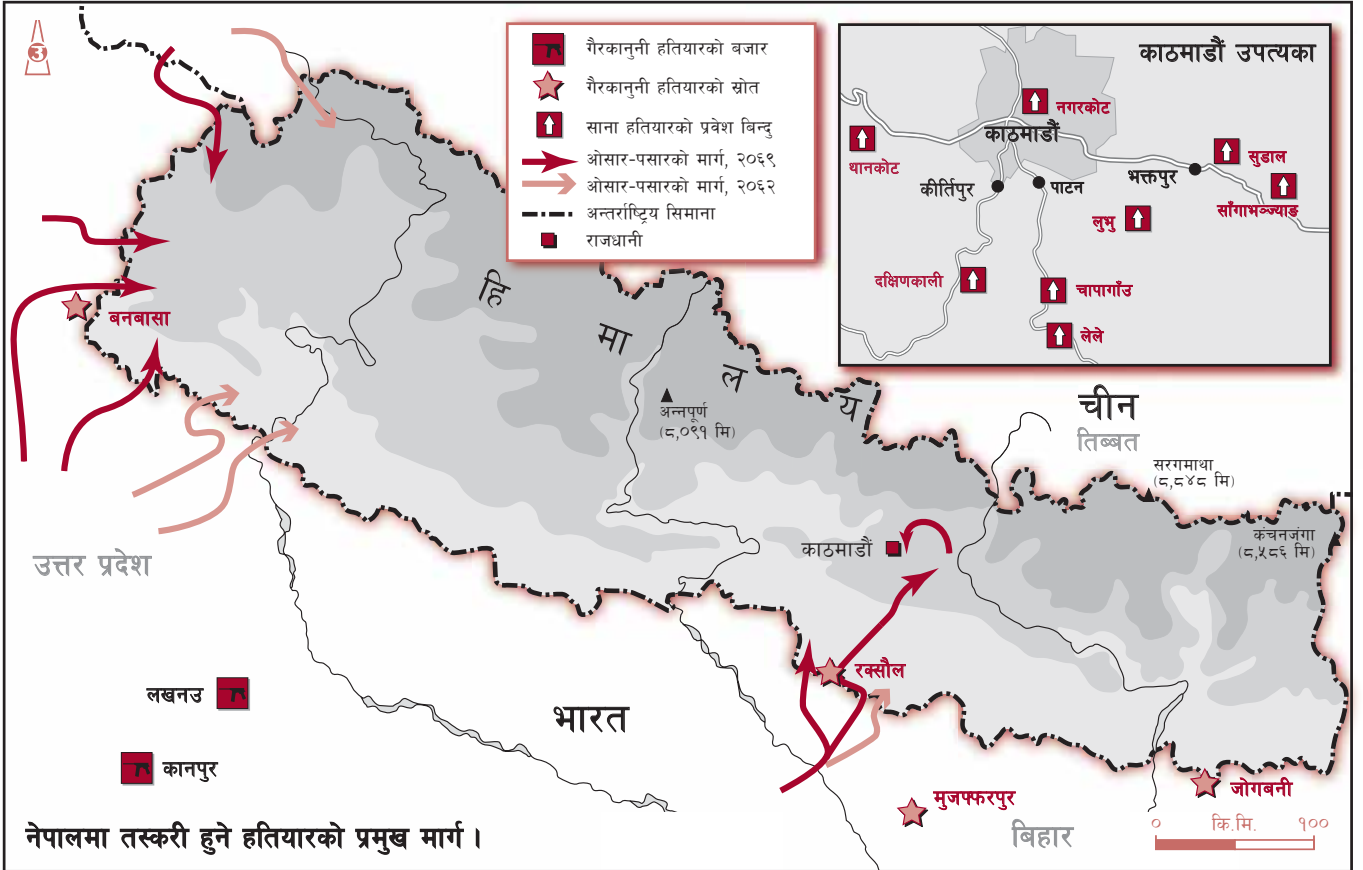 उ
गैरकानुनी हतियारको बजार
गैरकानुनी हतियारको स्रोत
साना हतियारको प्रवेश बिन्दु
ओसार-पसारको मार्ग, २०६९
ओसार-पसारको मार्ग, २०६२
अन्तर्राष्ट्रिय सिमाना
राजधानी
काठमाडौं उपत्यका
नगरकोट
काठमाडौं
थानकोट
सुडाल
भक्तपुर
कीर्तिपुर
पाटन
साँगाभञ्ज्याङ
लुभु
दक्षिणकाली
चापागाँउ
लेले
बनबासा
हि
मा
ल
य
अन्नपूर्ण
(८,०९१ मि)
चीन
तिब्बत
सरगमाथा
(८,८४८ मि)
कंचनजंगा
(८,५८६ मि)
काठमाडौं
उत्तर प्रदेश
रक्सौल
लखनउ
भारत
कानपुर
जोगबनी
मुजफ्फरपुर
बिहार
० कि.मि. १००
नेपालमा तस्करी हुने हतियारको प्रमुख मार्ग ।